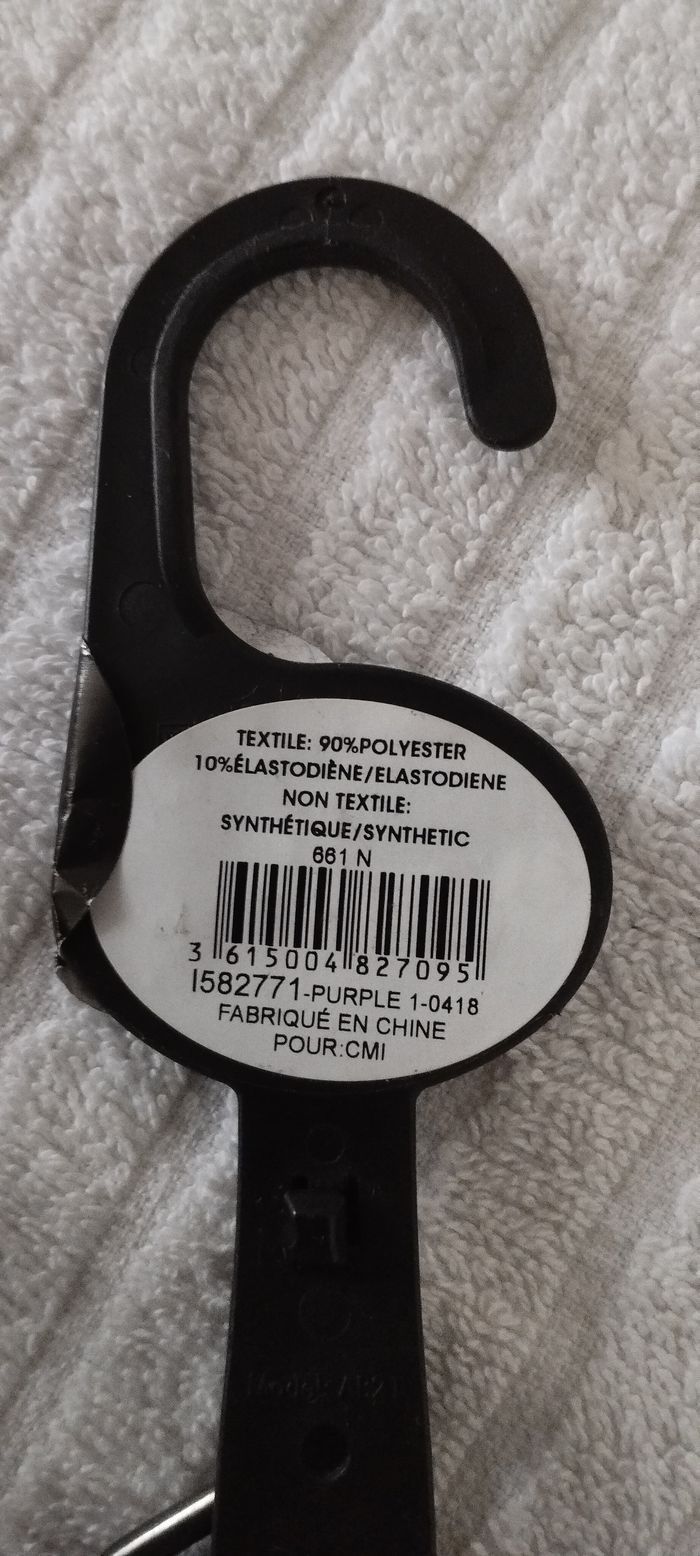 TEXTILE: 90%POLYESTER
10%ÉLASTODIÈNE/ELASTODIENE
NON TEXTILE:
SYNTHÉTIQUE/SYNTHETIC
661 N
3 615004 827095
I582771-PURPLE 1-0418
FABRIQUÉ EN CHINE
POUR:CMI